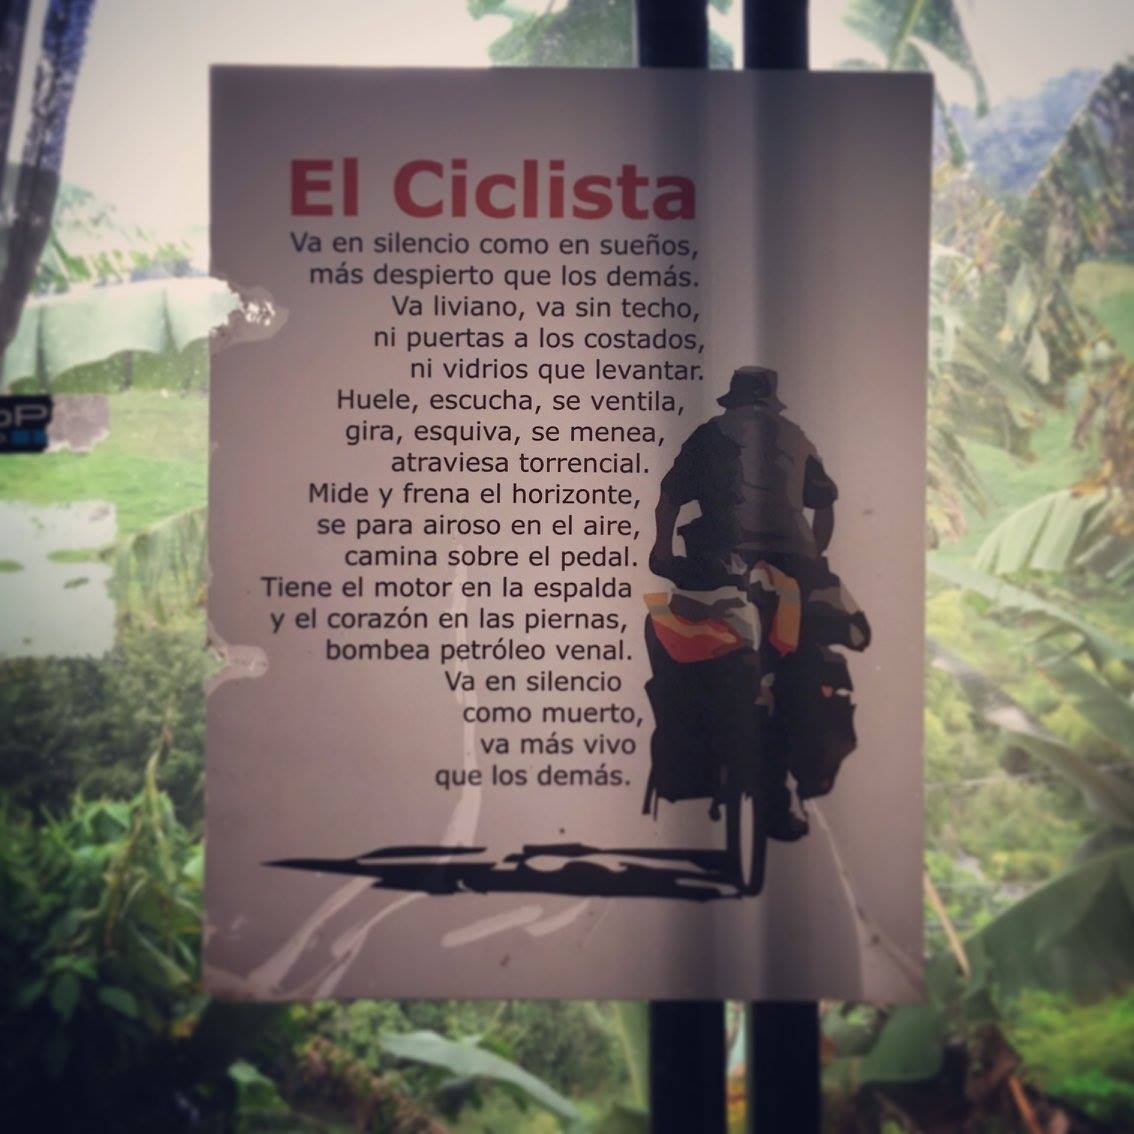 El Ciclista
Va en silencio como en sueños,
más despierto que los demás.
Va liviano, va sin techo,
ni puertas a los costados,
ni vidrios que levantar.
Huele, escucha, se ventila,
gira, esquiva, se menea,
atraviesa torrencial.
Mide y frena el horizonte,
se para airoso en el aire,
camina sobre el pedal.
Tiene el motor en la espalda
y el corazón en las piernas,
bombea petróleo venal.
Va en silencio
como muerto,
va más vivo
que los demás.